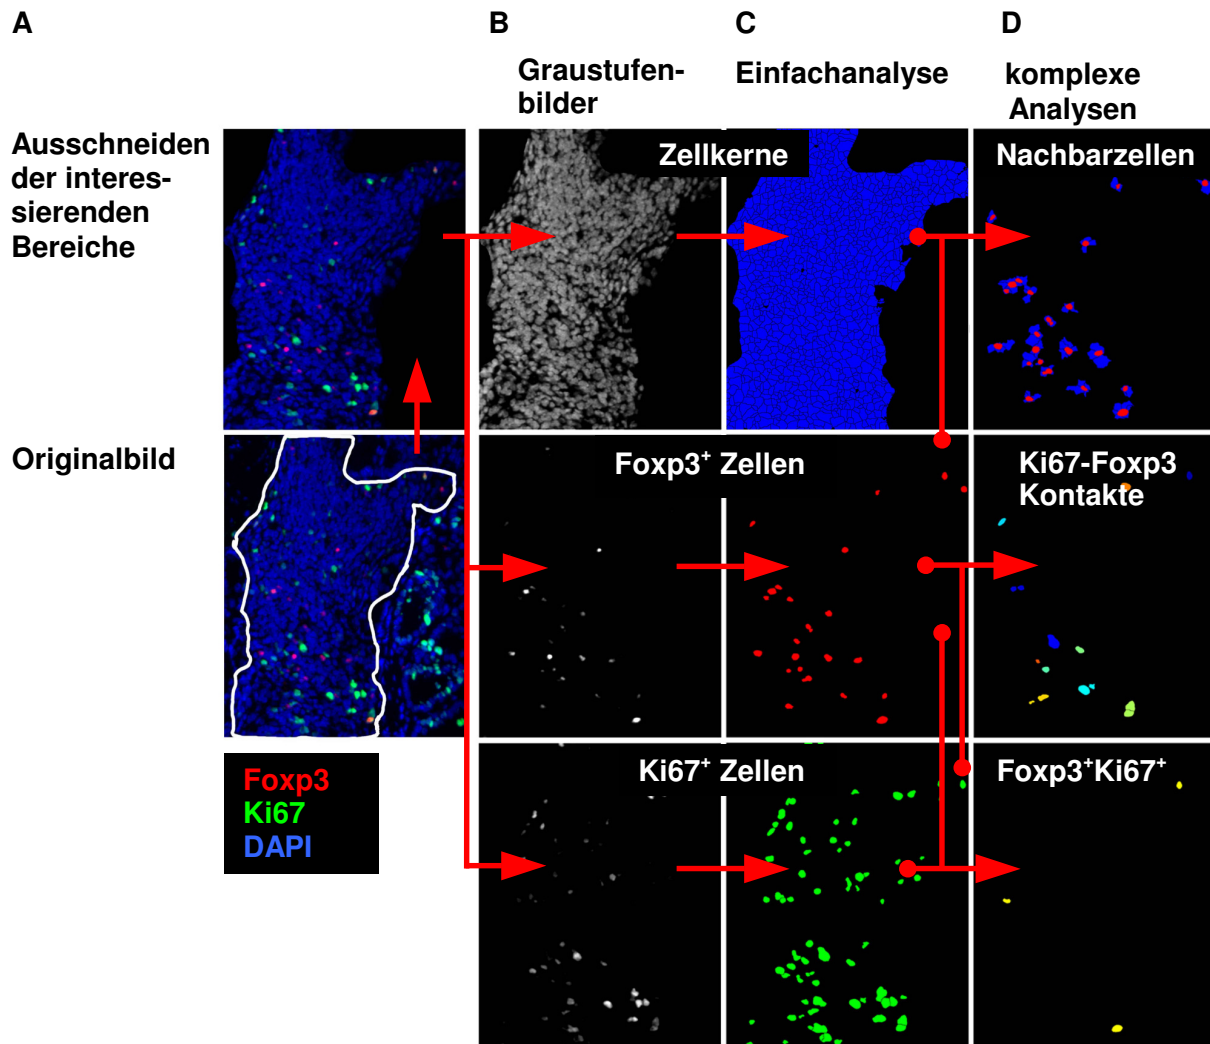 A
B
C
D
Graustufen-
bilder
Einfachanalyse
komplexe
Analysen
Ausschneiden
der interes-
sierenden
Bereiche
Zellkerne
Nachbarzellen
Originalbild
Foxp3⁺ Zellen
Ki67-Foxp3
Kontakte
Foxp3
Ki67
DAPI
Ki67⁺ Zellen
Foxp3⁺Ki67⁺